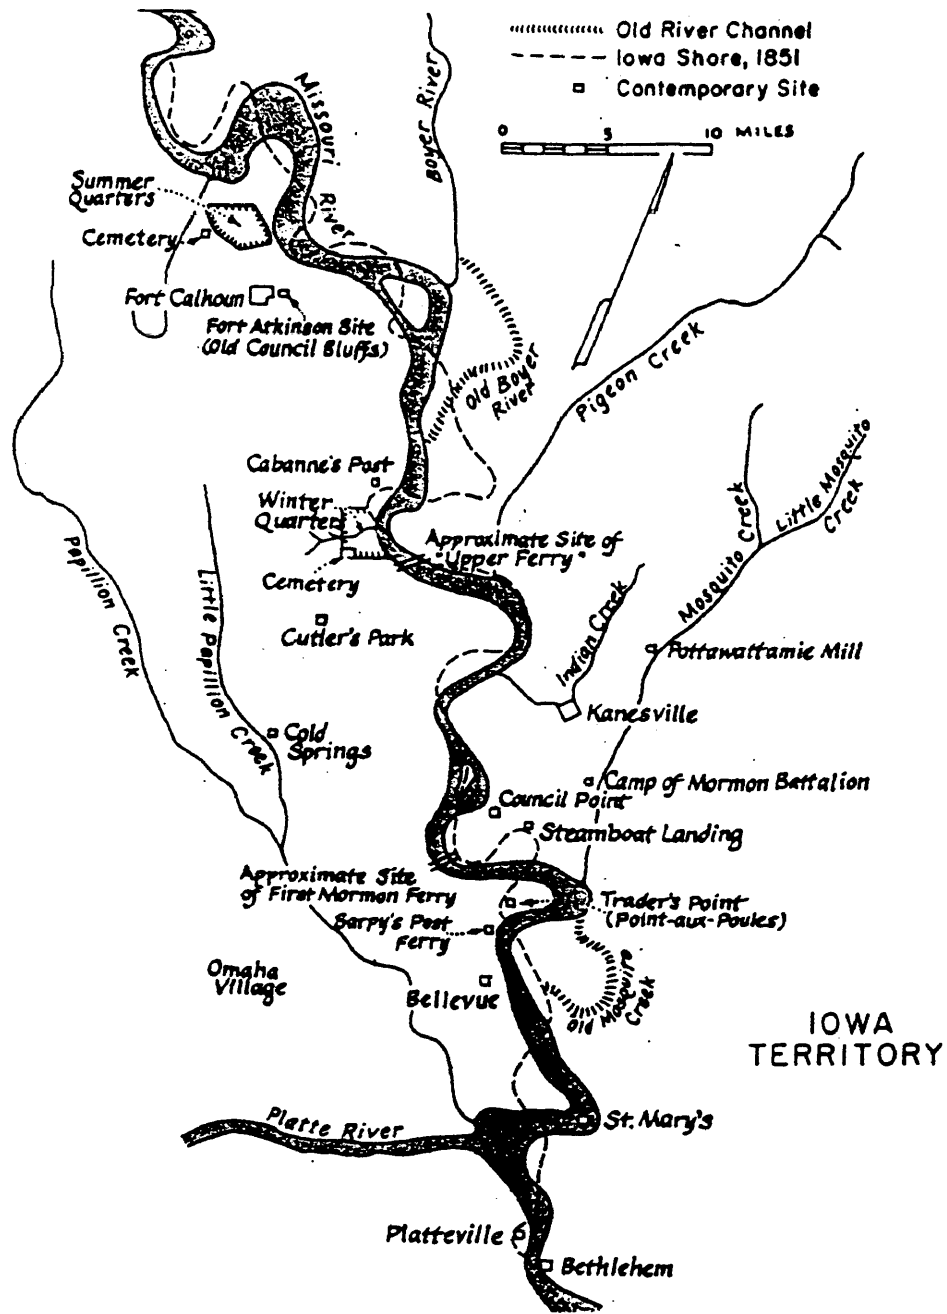 Old River Channel
Iowa Shore, 1851
Contemporary Site
0 5 10 MILES
Missouri
River
Boyer River
Summer
Quarters
Cemetery
Fort Calhoun
Fort Atkinson Site
(Old Council Bluffs)
Old Boyer
River
Pigeon Creek
Cabanne's Post
Winter
Quarters
Approximate Site of
"Upper Ferry"
Cemetery
Mosquito Creek
Little Mosquito
Creek
Papillion Creek
Little Papillion Creek
Cutler's Park
Indian Creek
Pottawattamie Mill
Kanesville
Cold
Springs
Camp of Mormon Battalion
Council Point
Steamboat Landing
Approximate Site
of First Mormon Ferry
Trader's Point
(Point-aux-Poules)
Sarpy's Post
Ferry
Omaha
Village
Bellevue
Old Mosquito
Creek
IOWA
TERRITORY
Platte River
St. Mary's
Platteville
Bethlehem